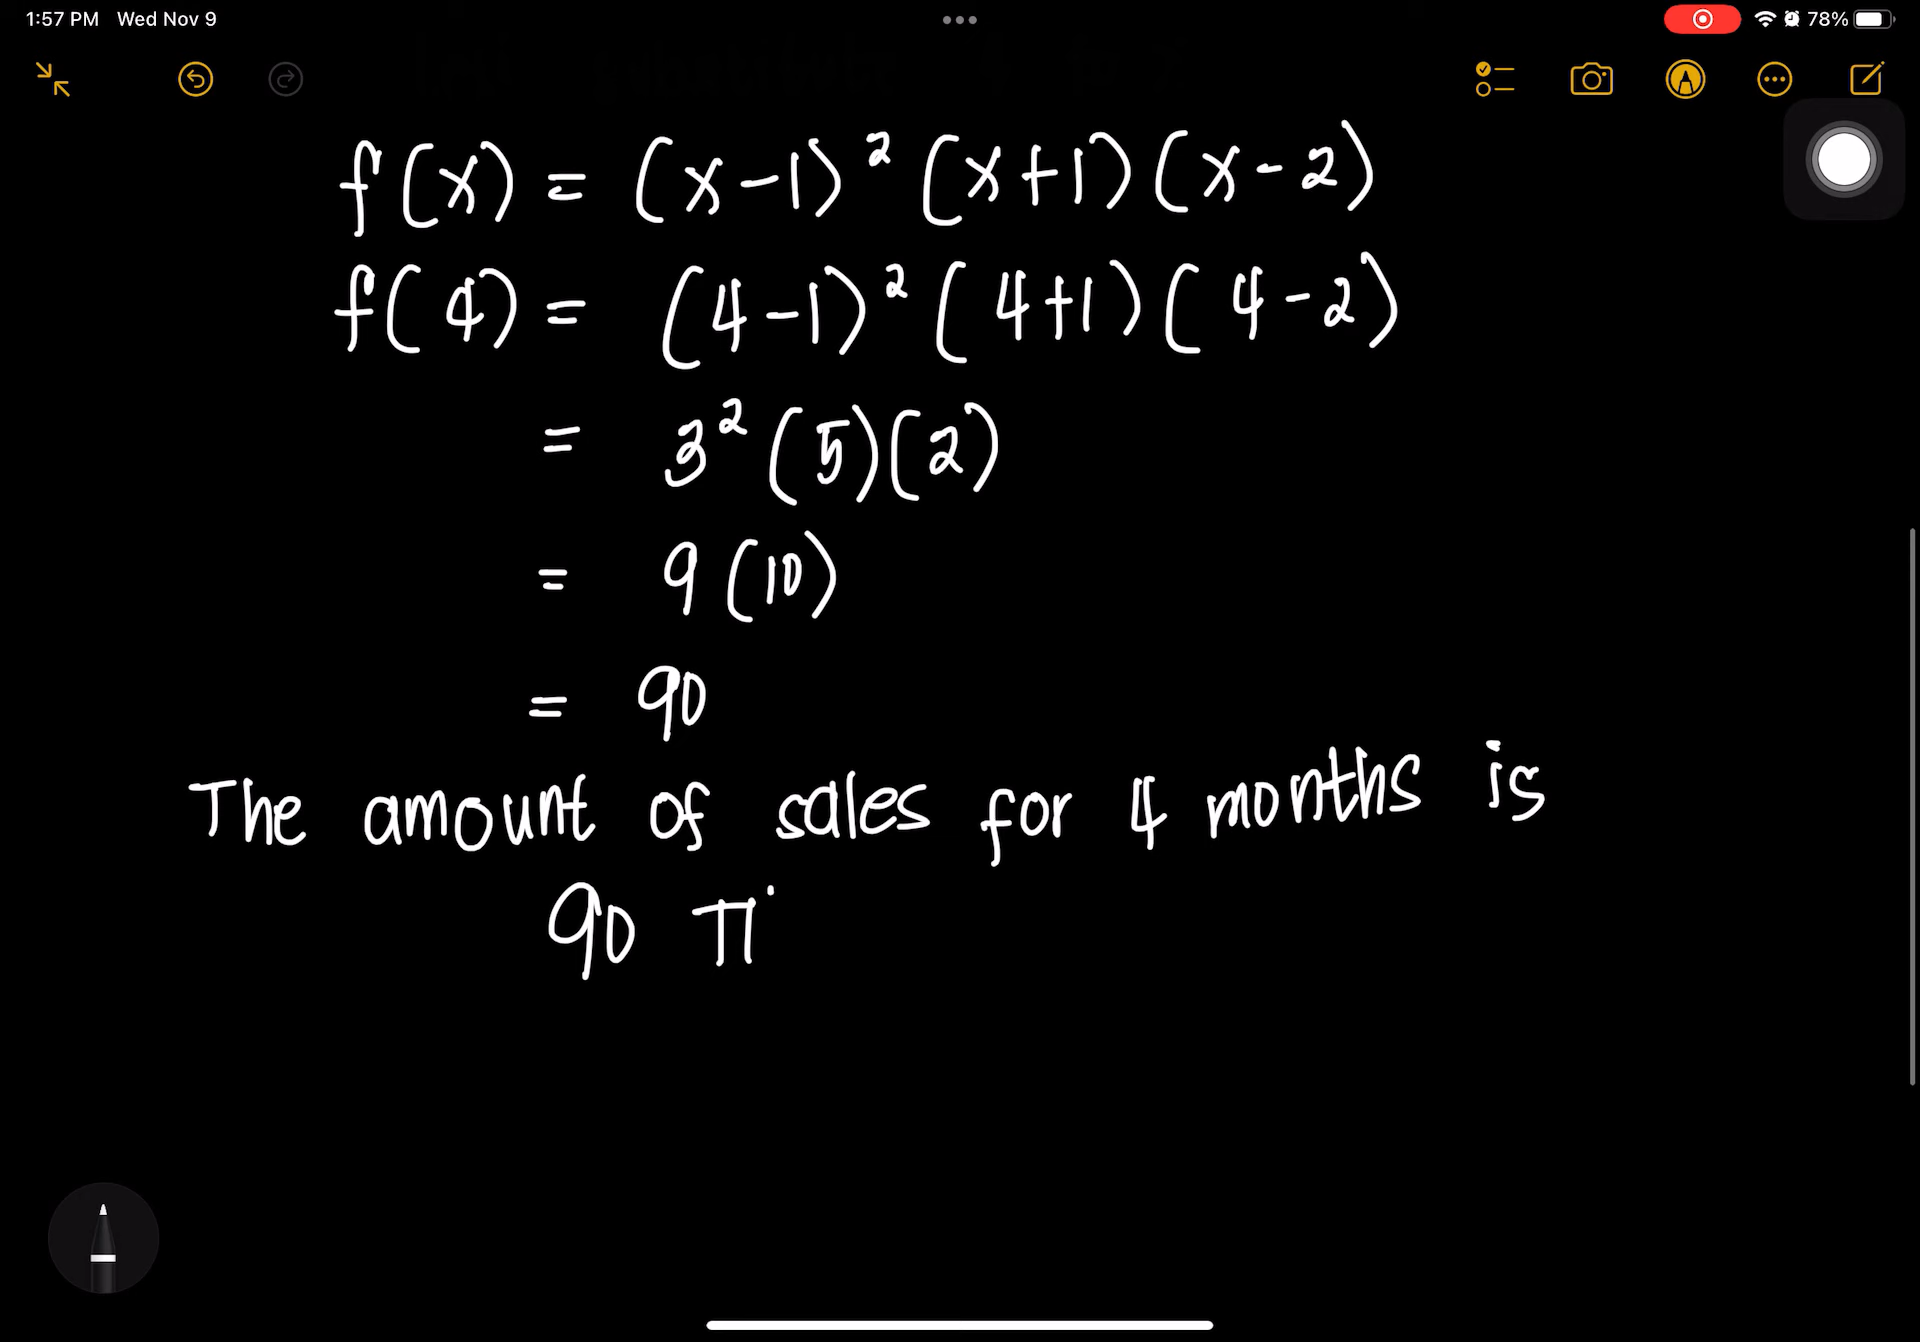 1:57 PM Wed Nov 9 78%
f(x) = (x-1)² (x+1) (x-2)
f(4) = (4-1)² (4+1) (4-2)
= 3² (5)(2)
= 9 (10)
= 90
The amount of sales for 4 months is
90